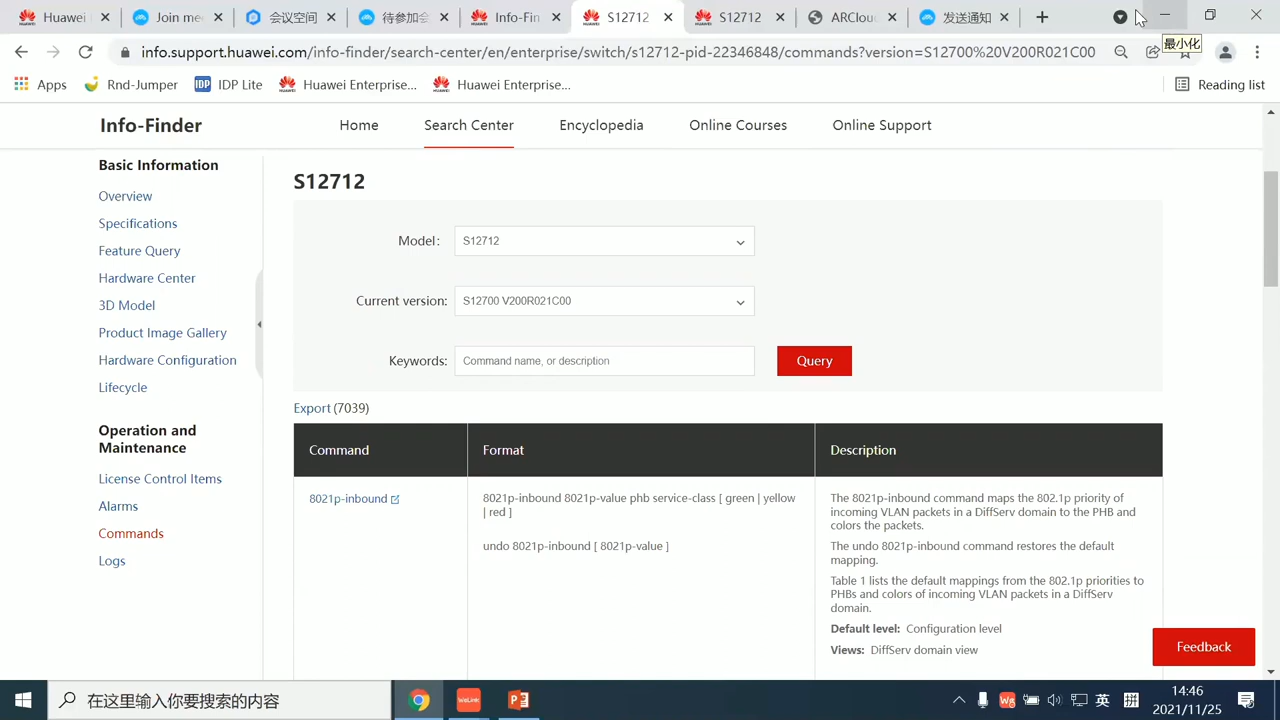 Huawei
Join me
会议空间
待参加会
Info-Fin
S12712
S12712
ARClou
发送通知
最小化
info.support.huawei.com/info-finder/search-center/en/enterprise/switch/s12712-pid-22346848/commands?version=S12700%20V200R021C00
Apps
Rnd-Jumper
IDP
IDP Lite
Huawei Enterprise...
Huawei Enterprise...
Reading list
Info-Finder
Home
Search Center
Encyclopedia
Online Courses
Online Support
Basic Information
Overview
Specifications
Feature Query
Hardware Center
3D Model
Product Image Gallery
Hardware Configuration
Lifecycle
Operation and
Maintenance
License Control Items
Alarms
Commands
Logs
S12712
Model:
S12712
Current version:
S12700 V200R021C00
Keywords:
Command name, or description
Query
Export (7039)
Command
Format
Description
8021p-inbound
8021p-inbound 8021p-value phb service-class [ green | yellow
| red ]
undo 8021p-inbound [ 8021p-value ]
The 8021p-inbound command maps the 802.1p priority of
incoming VLAN packets in a DiffServ domain to the PHB and
colors the packets.
The undo 8021p-inbound command restores the default
mapping.
Table 1 lists the default mappings from the 802.1p priorities to
PHBs and colors of incoming VLAN packets in a DiffServ
domain.
Default level: Configuration level
Views: DiffServ domain view
Feedback
在这里输入你要搜索的内容
WeLink
英
拼
14:46
2021/11/25